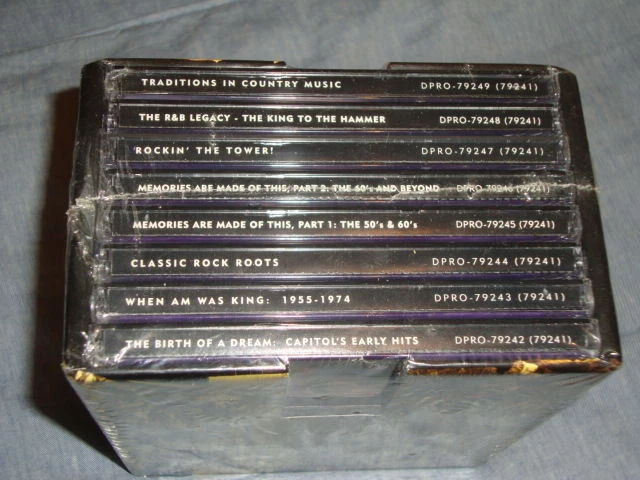 TRADITIONS IN COUNTRY MUSIC DPRO-79249 (79241)
THE R&B LEGACY - THE KING TO THE HAMMER DPRO-79248 (79241)
ROCKIN' THE TOWER! DPRO-79247 (79241)
MEMORIES ARE MADE OF THIS, PART 2: THE 60's AND BEYOND DPRO-79246 (79241)
MEMORIES ARE MADE OF THIS, PART 1: THE 50's & 60's DPRO-79245 (79241)
CLASSIC ROCK ROOTS DPRO-79244 (79241)
WHEN AM WAS KING: 1955-1974 DPRO-79243 (79241)
THE BIRTH OF A DREAM: CAPITOL'S EARLY HITS DPRO-79242 (79241)